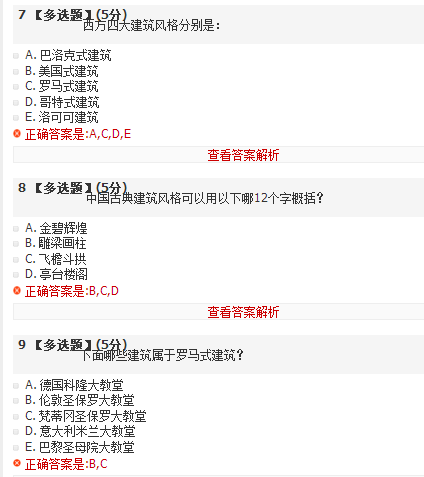 7 【多选题】(5分)
西方四大建筑风格分别是：
A. 巴洛克式建筑
B. 美国式建筑
C. 罗马式建筑
D. 哥特式建筑
E. 洛可可建筑
正确答案是:A,C,D,E
查看答案解析
8 【多选题】(5分)
中国古典建筑风格可以用以下哪12个字概括？
A. 金碧辉煌
B. 雕梁画柱
C. 飞檐斗拱
D. 亭台楼阁
正确答案是:B,C,D
查看答案解析
9 【多选题】(5分)
下面哪些建筑属于罗马式建筑？
A. 德国科隆大教堂
B. 伦敦圣保罗大教堂
C. 梵蒂冈圣保罗大教堂
D. 意大利米兰大教堂
E. 巴黎圣母院大教堂
正确答案是:B,C